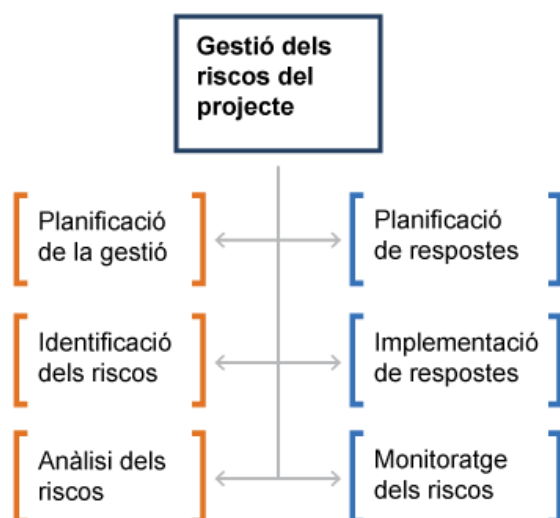 Gestió dels
riscos del
projecte
Planificació
de la gestió
Identificació
dels riscos
Anàlisi dels
riscos
Planificació
de respostes
Implementació
de respostes
Monitoratge
dels riscos